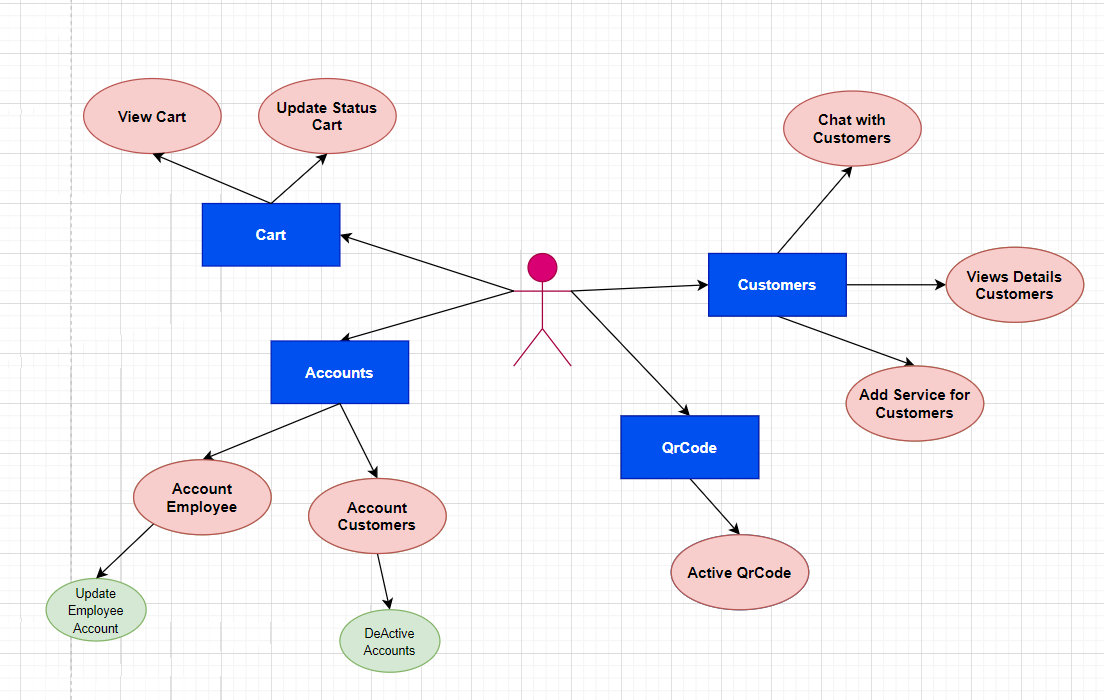 View Cart
Update Status
Cart
Chat with
Customers
Cart
Customers
Views Details
Customers
Accounts
Add Service for
Customers
QrCode
Account
Employee
Account
Customers
Active QrCode
Update
Employee
Account
DeActive
Accounts